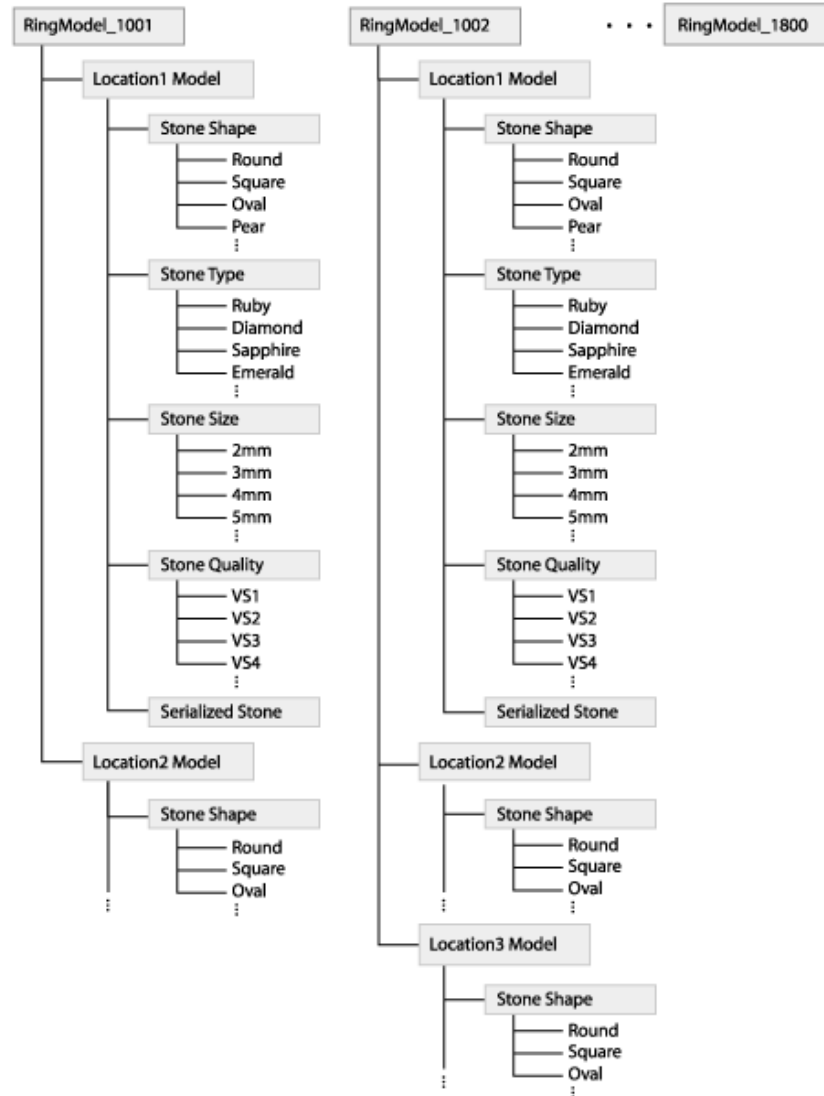 RingModel_1001
Location1 Model
Stone Shape
Round
Square
Oval
Pear
Stone Type
Ruby
Diamond
Sapphire
Emerald
Stone Size
2mm
3mm
4mm
5mm
Stone Quality
VS1
VS2
VS3
VS4
Serialized Stone
Location2 Model
Stone Shape
Round
Square
Oval
RingModel_1002
Location1 Model
Stone Shape
Round
Square
Oval
Pear
Stone Type
Ruby
Diamond
Sapphire
Emerald
Stone Size
2mm
3mm
4mm
5mm
Stone Quality
VS1
VS2
VS3
VS4
Serialized Stone
Location2 Model
Stone Shape
Round
Square
Oval
Location3 Model
Stone Shape
Round
Square
Oval
. . .
RingModel_1800